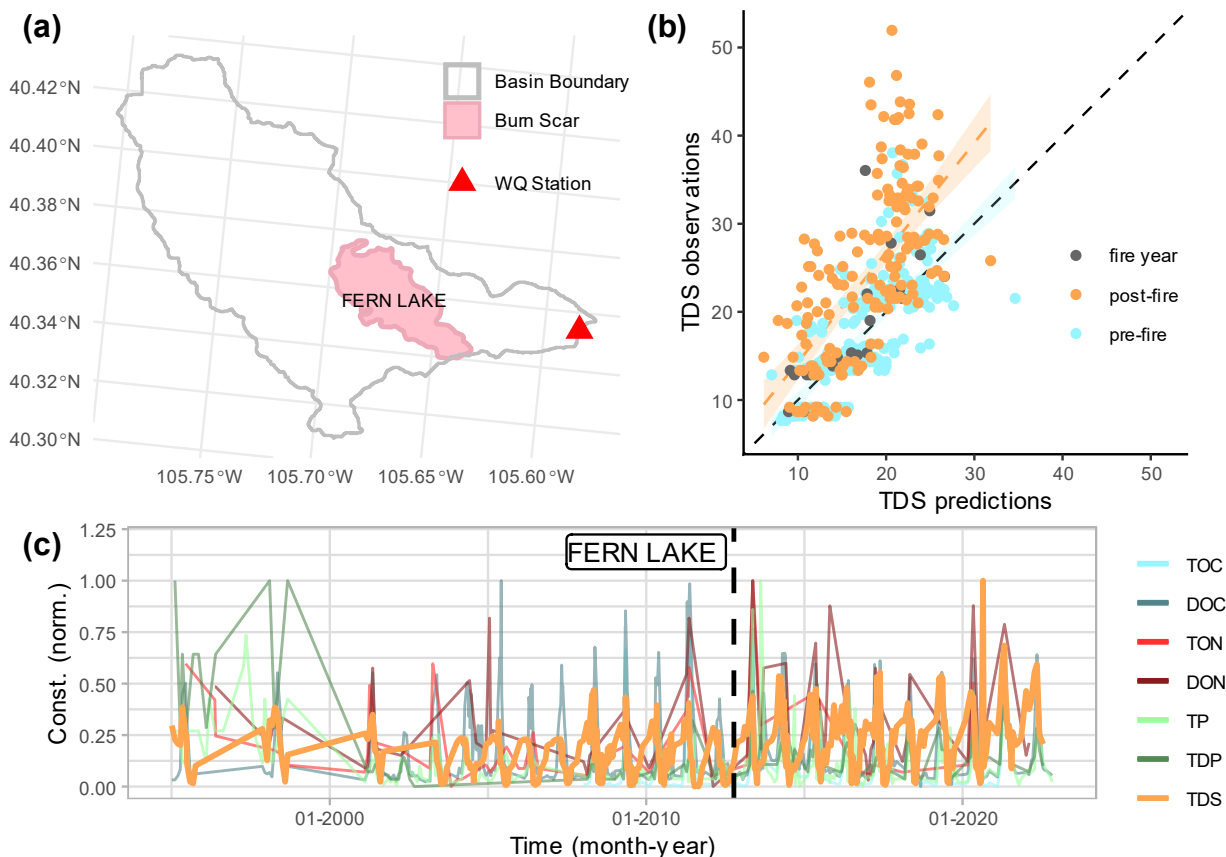 (a)
40.42°N
40.40°N
40.38°N
40.36°N
40.34°N
40.32°N
40.30°N
105.75°W
105.70°W
105.65°W
105.60°W
Basin Boundary
Burn Scar
WQ Station
FERN LAKE
(b)
TDS observations
50
40
30
20
10
10
20
30
40
50
TDS predictions
fire year
post-fire
pre-fire
(c)
Const. (norm.)
1.25
1.00
0.75
0.50
0.25
0.00
FERN LAKE
01-2000
01-2010
01-2020
Time (month-year)
TOC
DOC
TON
DON
TP
TDP
TDS